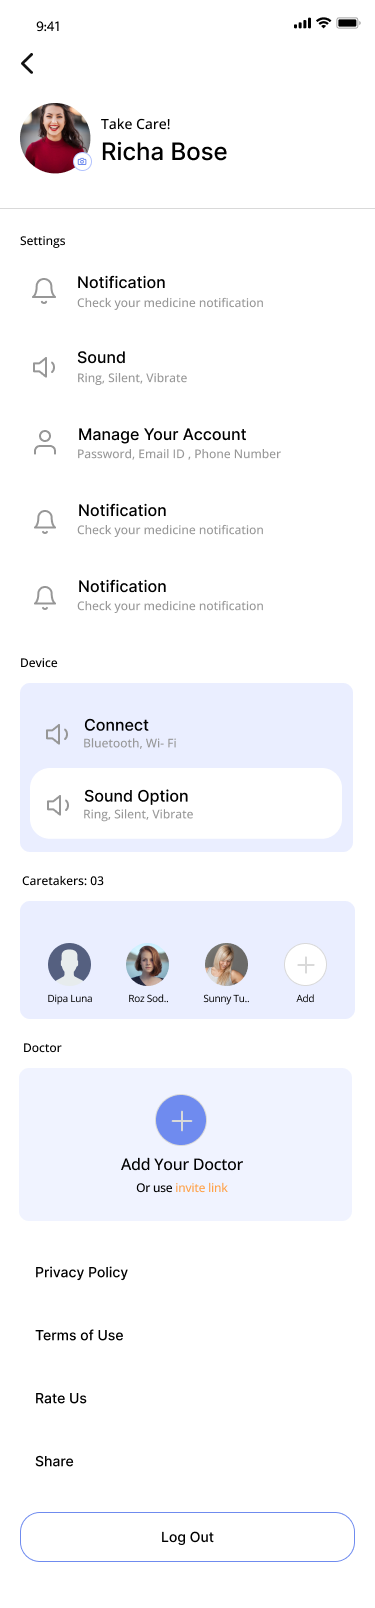 9:41
Take Care!
Richa Bose
Settings
Notification
Check your medicine notification
Sound
Ring, Silent, Vibrate
Manage Your Account
Password, Email ID , Phone Number
Notification
Check your medicine notification
Notification
Check your medicine notification
Device
Connect
Bluetooth, Wi- Fi
Sound Option
Ring, Silent, Vibrate
Caretakers: 03
Dipa Luna Roz Sod.. Sunny Tu.. Add
Doctor
Add Your Doctor
Or use invite link
Privacy Policy
Terms of Use
Rate Us
Share
Log Out